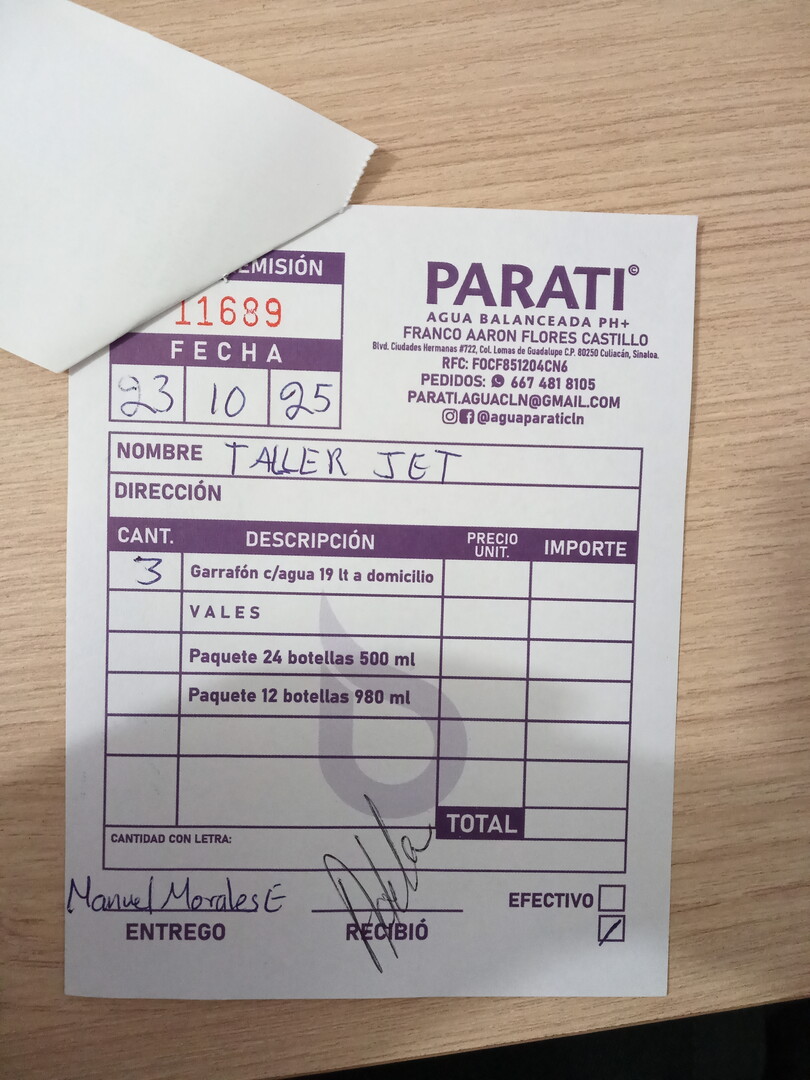 EMISIÓN
11689
FECHA
23 10 25
PARATI©
AGUA BALANCEADA PH+
FRANCO AARON FLORES CASTILLO
Blvd. Ciudades Hermanas #722, Col. Lomas de Guadalupe C.P. 80250 Culiacán, Sinaloa.
RFC: FOCF851204CN6
PEDIDOS: 667 481 8105
PARATI.AGUACLN@GMAIL.COM
@aguaparaticln
NOMBRE TALLER JET
DIRECCIÓN
CANT. DESCRIPCIÓN PRECIO UNIT. IMPORTE
3 Garrafón c/agua 19 lt a domicilio
VALES
Paquete 24 botellas 500 ml
Paquete 12 botellas 980 ml
TOTAL
CANTIDAD CON LETRA:
Manuel Morales E
ENTREGO
RECIBIÓ
EFECTIVO